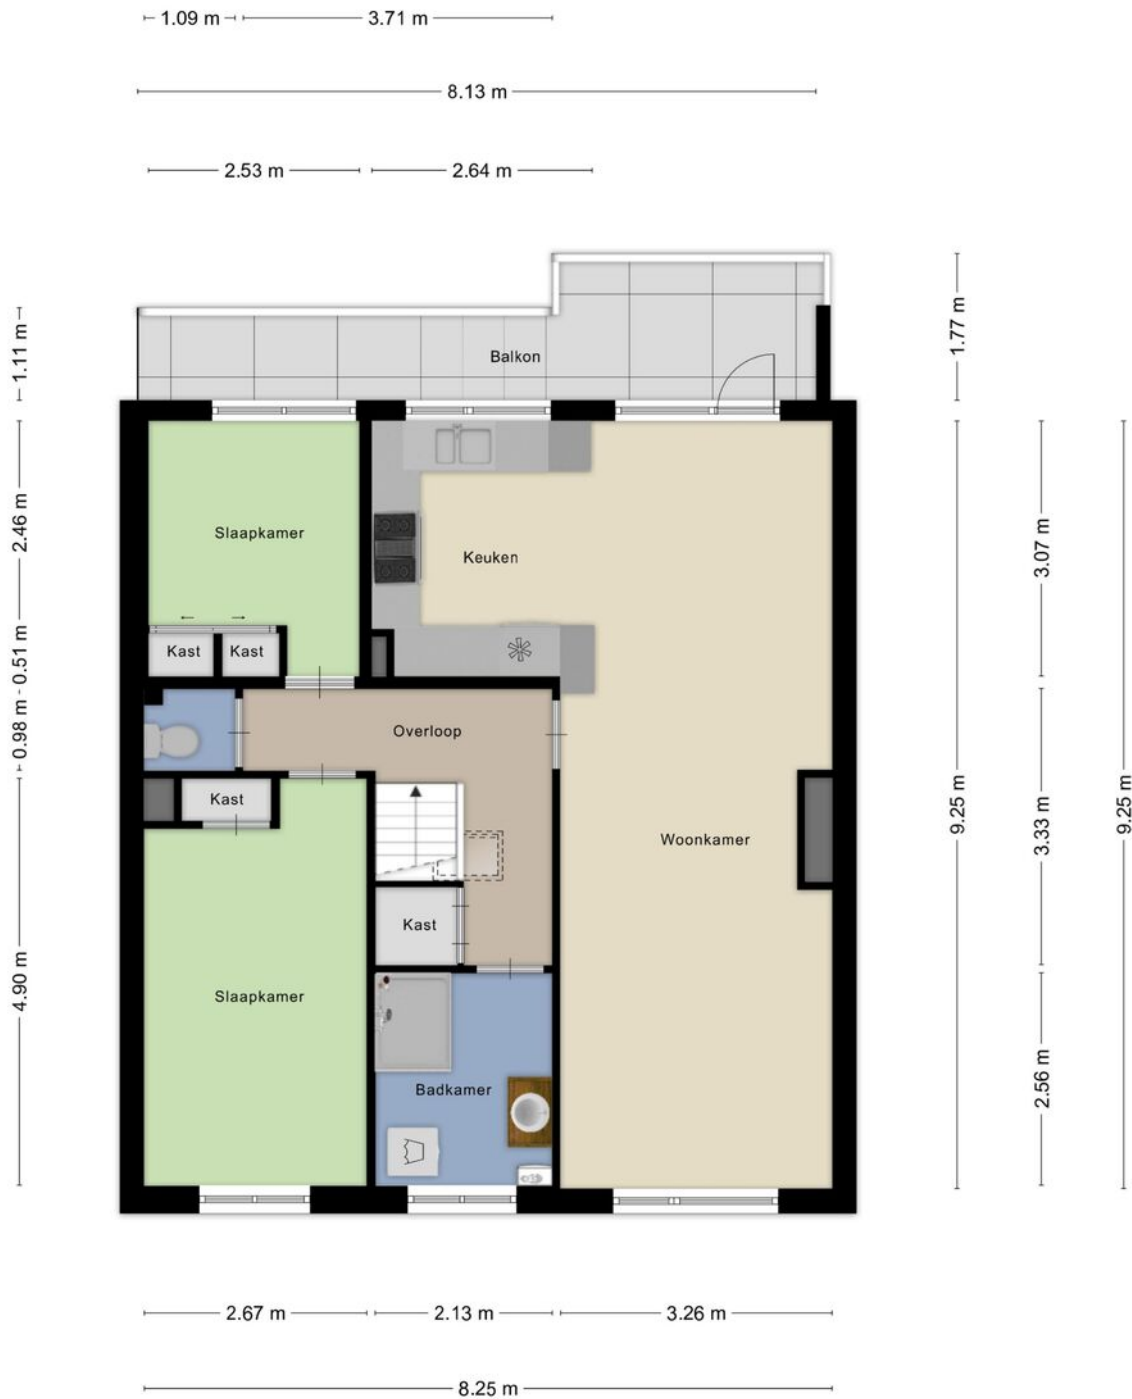 1.09 m
3.71 m
8.13 m
2.53 m
2.64 m
1.77 m
1.11 m
Balkon
2.46 m
Slaapkamer
Keuken
3.07 m
0.51 m
Kast
Kast
0.98 m
Overloop
Kast
Woonkamer
9.25 m
3.33 m
9.25 m
Kast
4.90 m
Slaapkamer
Badkamer
2.56 m
2.67 m
2.13 m
3.26 m
8.25 m